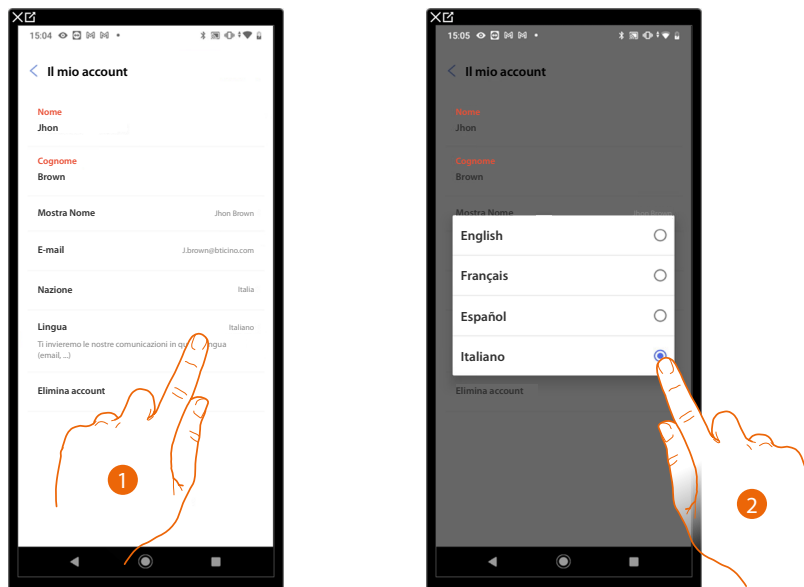 15:04
Il mio account
Nome
Jhon
Cognome
Brown
Mostra Nome Jhon Brown
E-mail J.brown@bticino.com
Nazione Italia
Lingua Italiano
Ti invieremo le nostre comunicazioni in lingua
(email, ...)
Elimina account
1
15:05
Il mio account
Nome
Jhon
Cognome
Brown
Mostra Nome
English
Français
Español
Italiano
Elimina account
2